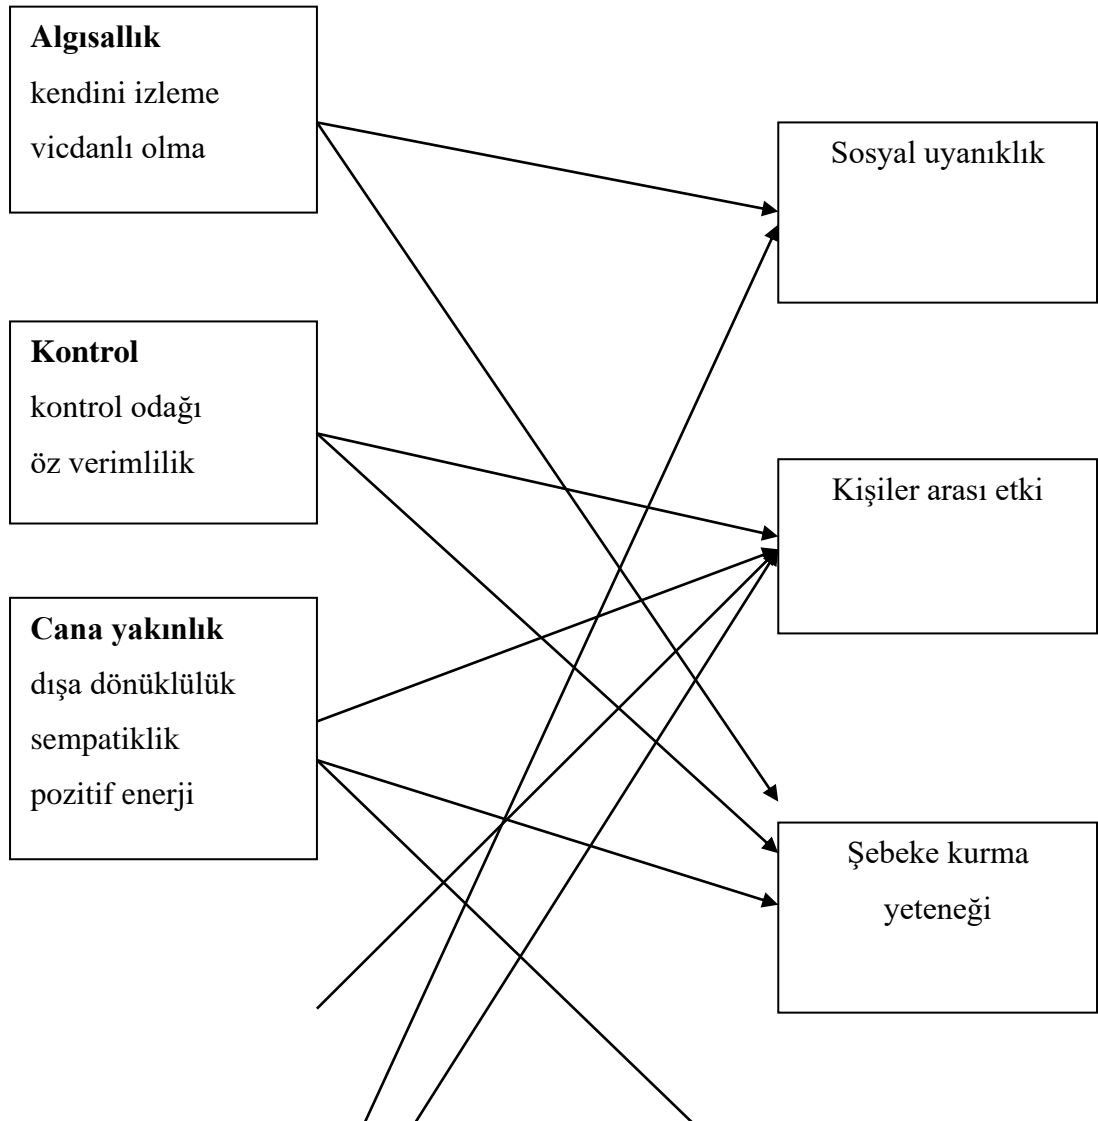 Algısallık
kendini izleme
vicdanlı olma
Sosyal uyanıklık
Kontrol
kontrol odağı
öz verimlilik
Kişiler arası etki
Cana yakınlık
dışa dönüklülük
sempatiklik
pozitif enerji
Şebeke kurma
yeteneği